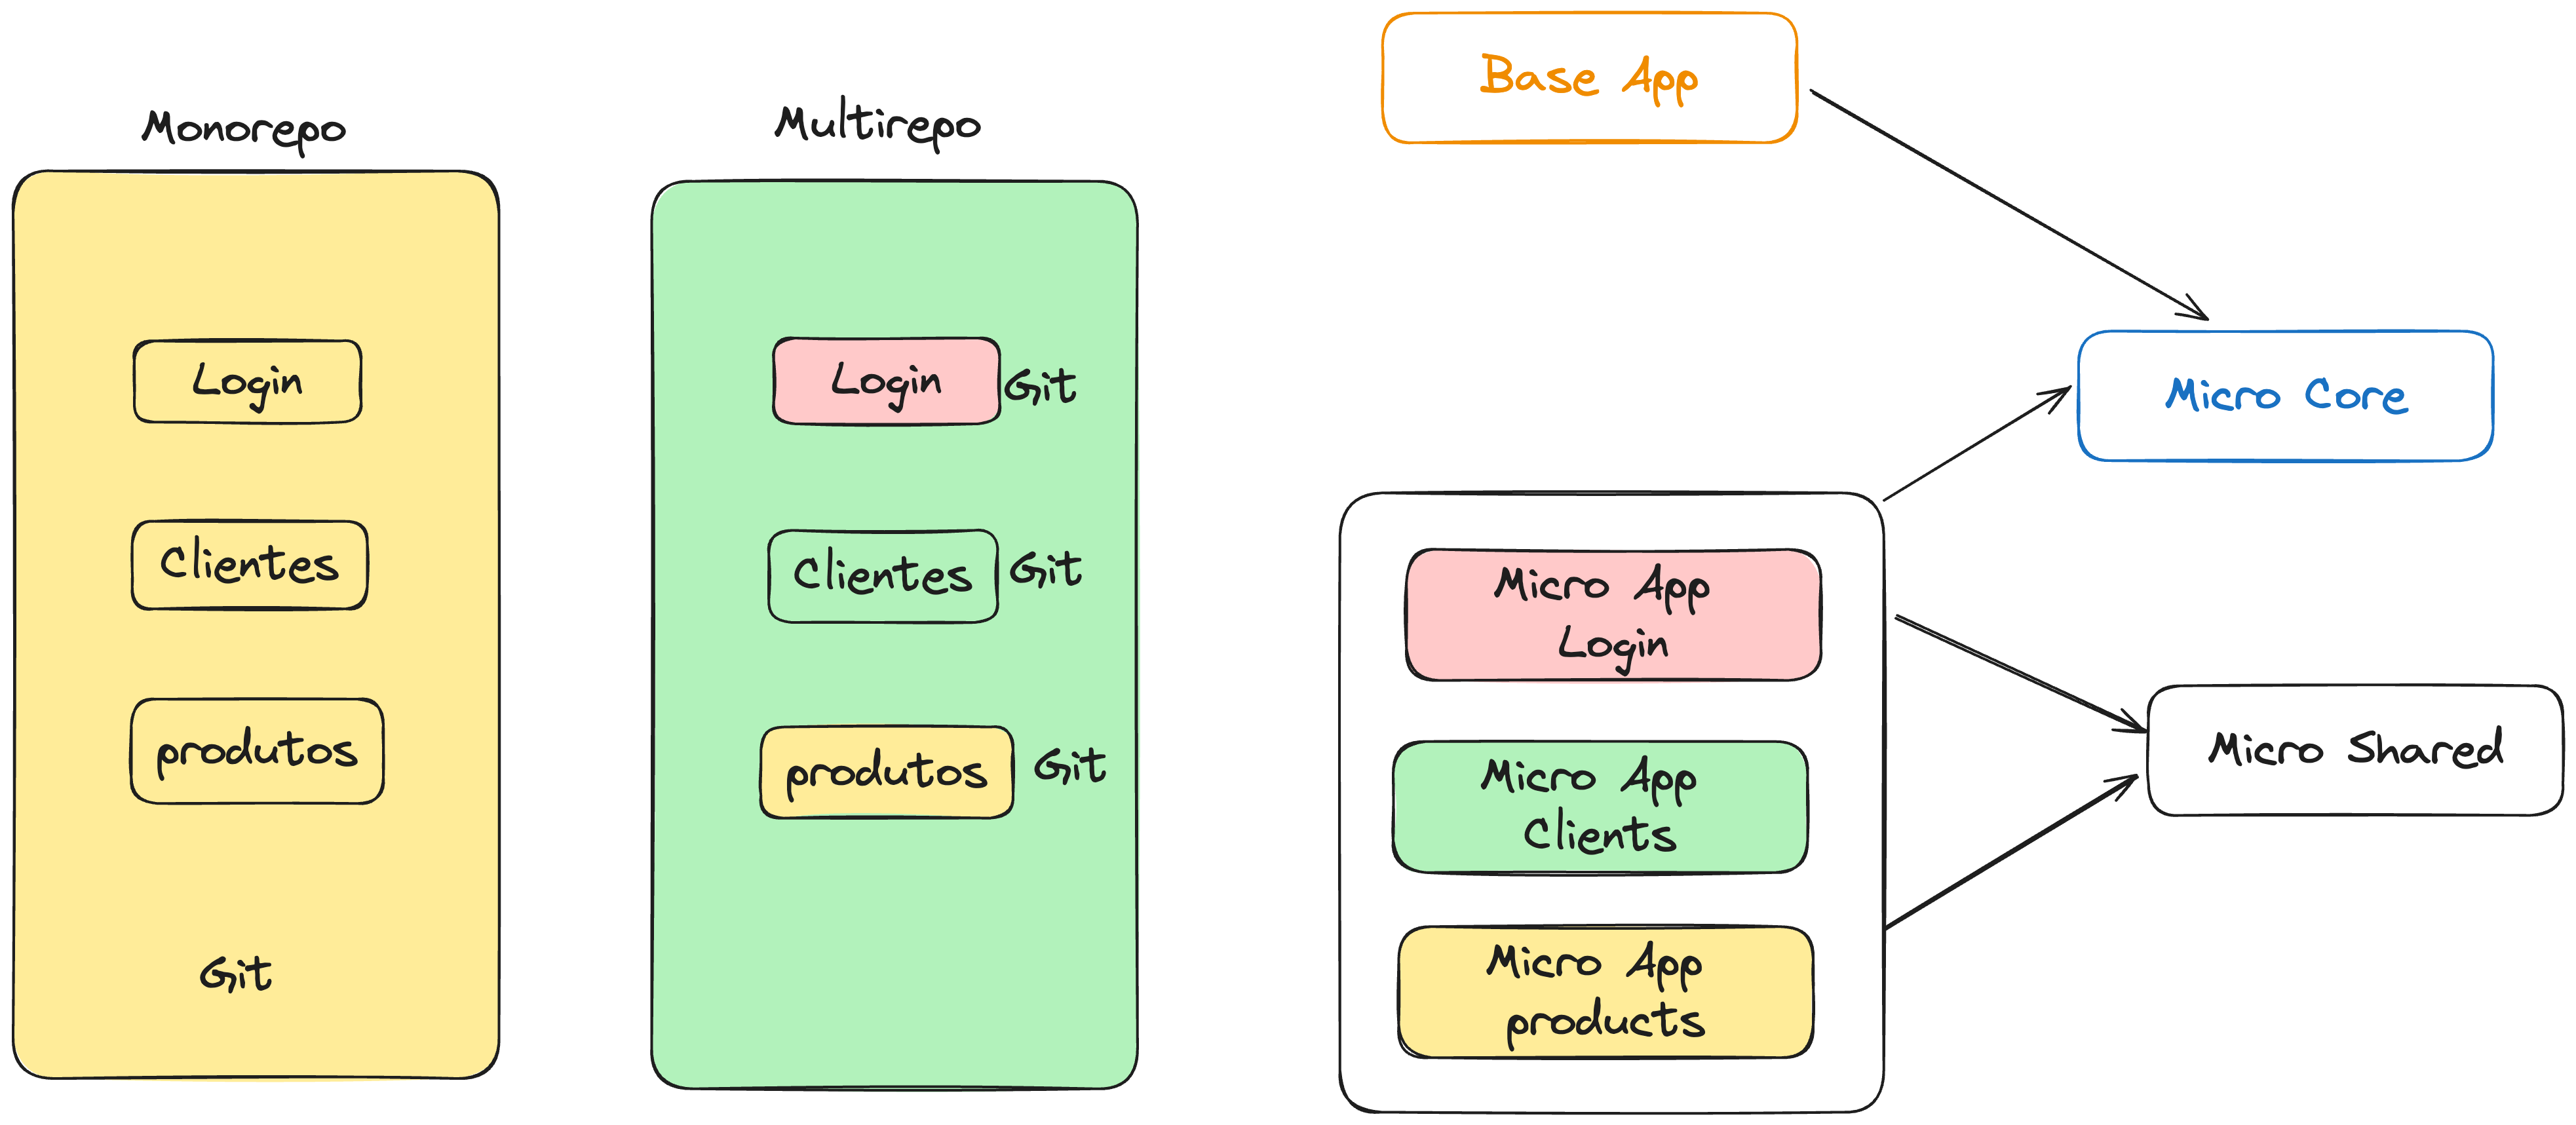 Monorepo
Login
Clientes
produtos
Git
Multirepo
Login
Git
Clientes
Git
produtos
Git
Base App
Micro Core
Micro App
Login
Micro App
Clients
Micro App
products
Micro Shared